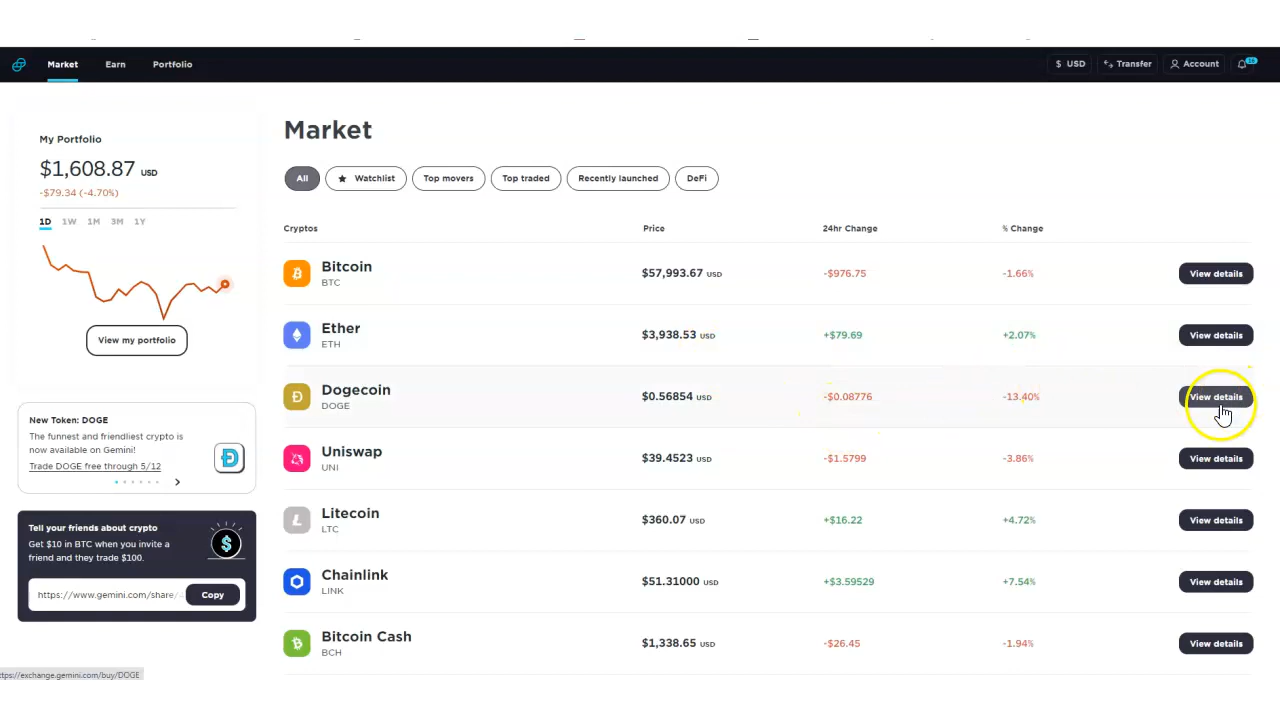 Market
Earn
Portfolio
$ USD
Transfer
Account
My Portfolio
$1,608.87 USD
-$79.34 (-4.70%)
1D 1W 1M 3M 1Y
View my portfolio
New Token: DOGE
The funnest and friendliest crypto is
now available on Gemini!
Trade DOGE free through 5/12
Tell your friends about crypto
Get $10 in BTC when you invite a
friend and they trade $100.
https://www.gemini.com/share/
Copy
Market
All
Watchlist
Top movers
Top traded
Recently launched
DeFi
Cryptos Price 24hr Change % Change
Bitcoin
BTC
$57,993.67 USD
-$976.75
-1.66%
View details
Ether
ETH
$3,938.53 USD
+$79.69
+2.07%
View details
Dogecoin
DOGE
$0.56854 USD
-$0.08776
-13.40%
View details
Uniswap
UNI
$39.4523 USD
-$1.5799
-3.86%
View details
Litecoin
LTC
$360.07 USD
+$16.22
+4.72%
View details
Chainlink
LINK
$51.31000 USD
+$3.59529
+7.54%
View details
Bitcoin Cash
BCH
$1,338.65 USD
-$26.45
-1.94%
View details
ttps://exchange.gemini.com/buy/DOGE